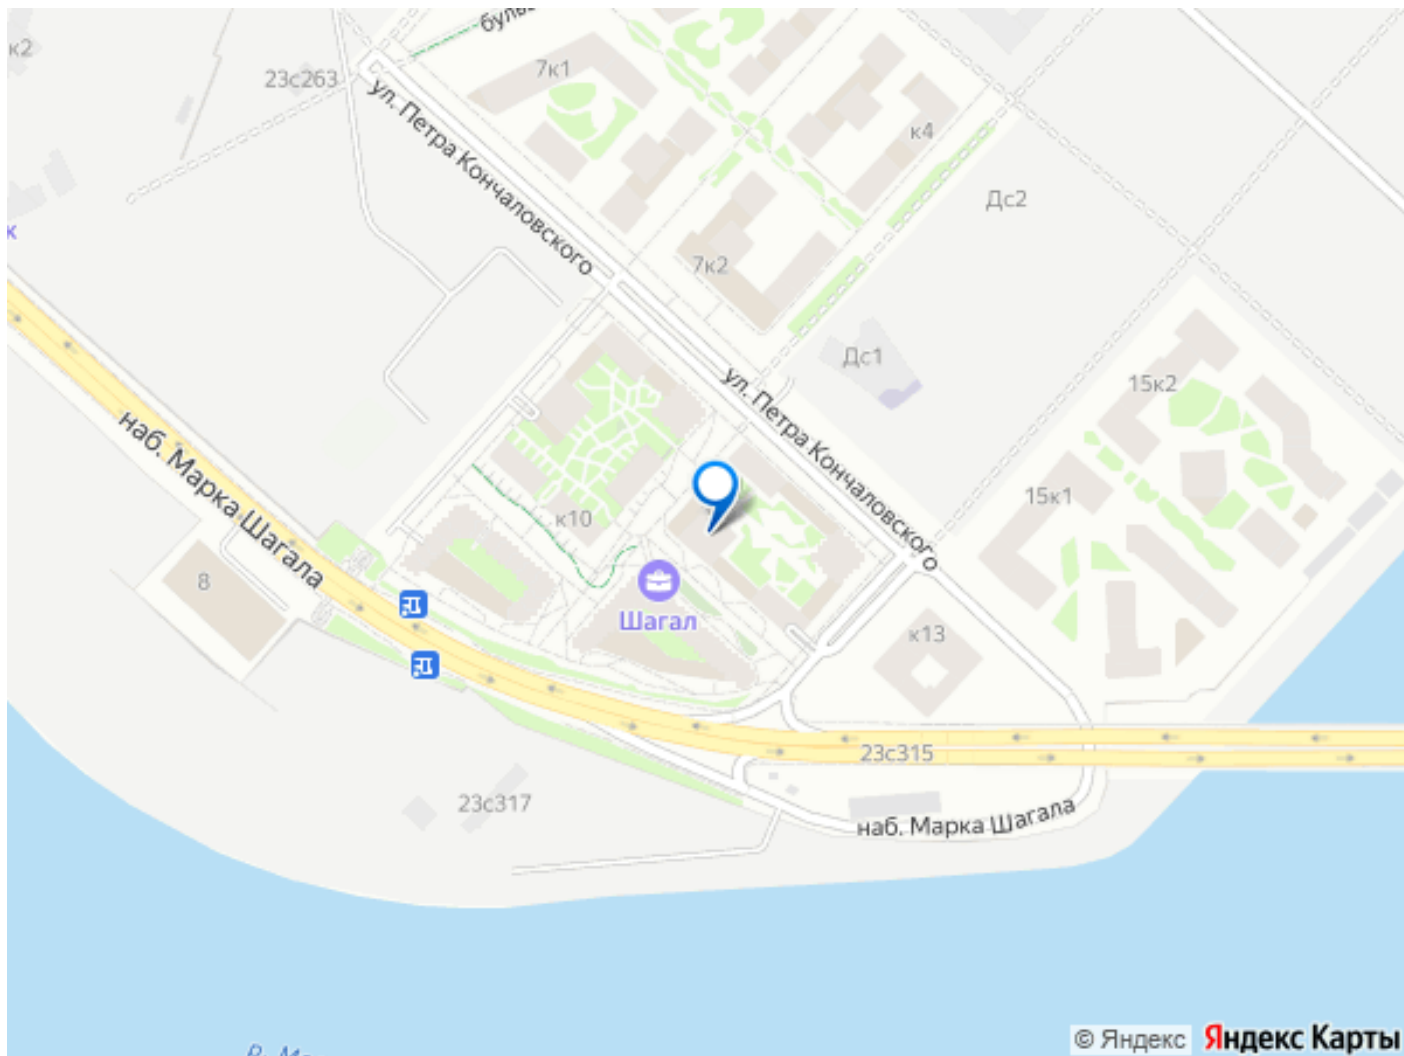 к2
23с263
7к1
к4
ул. Петра Кончаловского
Дс2
х
7к2
Дс1
ул. Петра Кончаловского
15к2
наб. Марка Шагала
15к1
к10
8
Шагал
к13
23с315
23с317
наб. Марка Шагала
© Яндекс Яндекс Карты